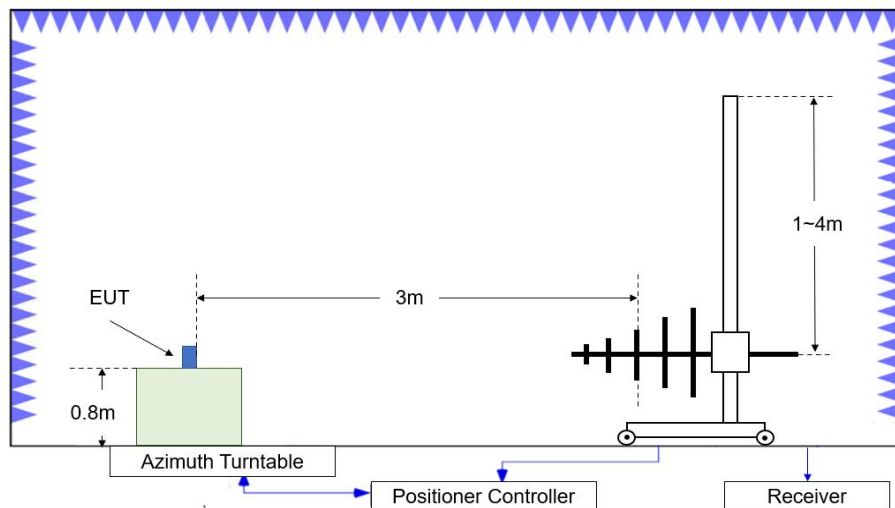 1~4m
EUT
3m
0.8m
Azimuth Turntable
Positioner Controller
Receiver